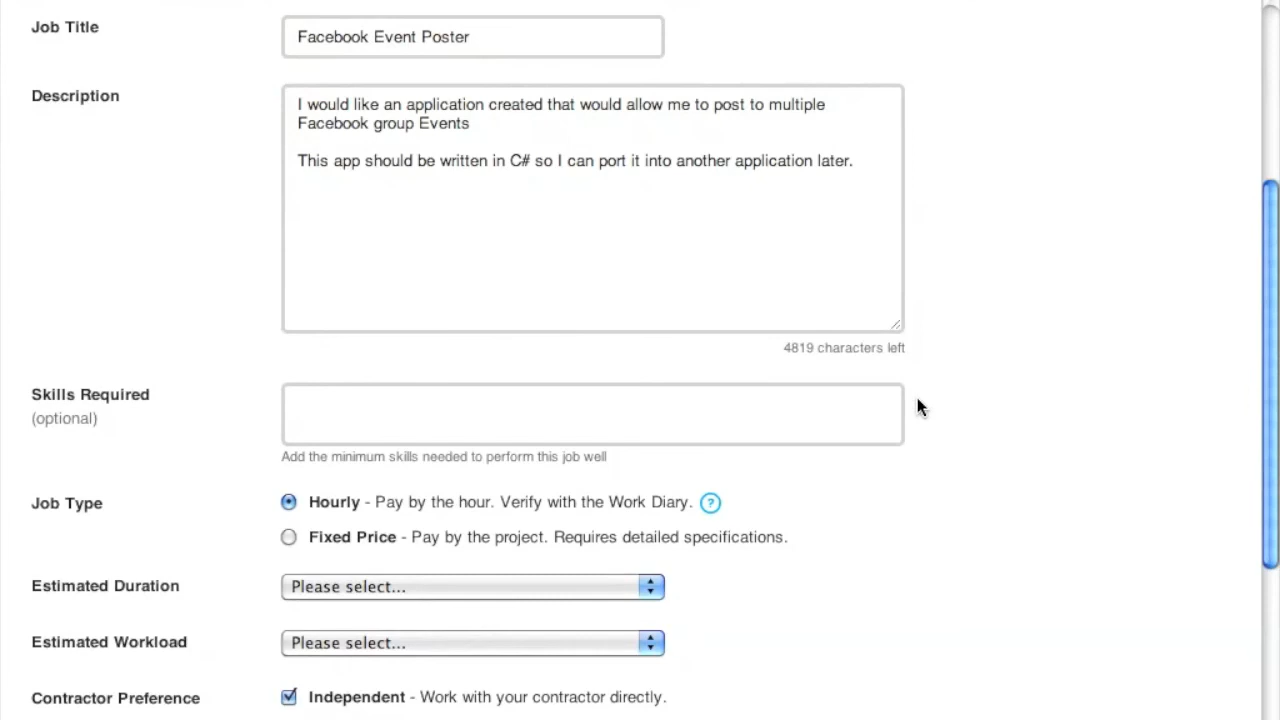 Job Title
Facebook Event Poster
Description
I would like an application created that would allow me to post to multiple
Facebook group Events
This app should be written in C# so I can port it into another application later.
4819 characters left
Skills Required
(optional)
Add the minimum skills needed to perform this job well
Job Type
Hourly - Pay by the hour. Verify with the Work Diary. ?
Fixed Price - Pay by the project. Requires detailed specifications.
Estimated Duration
Please select...
Estimated Workload
Please select...
Contractor Preference
Independent - Work with your contractor directly.